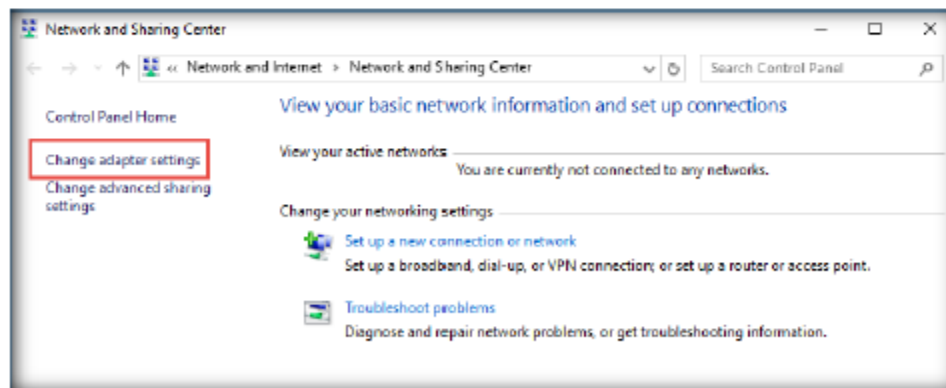 Network and Sharing Center
« Network and Internet > Network and Sharing Center
Search Control Panel
Control Panel Home
Change adapter settings
Change advanced sharing
settings
View your basic network information and set up connections
View your active networks
You are currently not connected to any networks.
Change your networking settings
Set up a new connection or network
Set up a broadband, dial-up, or VPN connection; or set up a router or access point.
Troubleshoot problems
Diagnose and repair network problems, or get troubleshooting information.